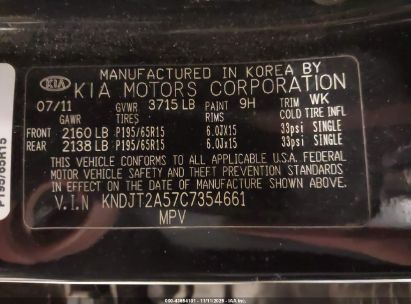 MANUFACTURED IN KOREA BY
KIA KIA MOTORS CORPORATION
07/11 GVWR 3715 LB PAINT 9H TRIM WK
GAWR TIRES RIMS COLD TIRE INFL
FRONT 2160 LB P195/65R15 6.0JX15 33psi SINGLE
REAR 2138 LB P195/65R15 6.0JX15 33psi SINGLE
THIS VEHICLE CONFORMS TO ALL APPLICABLE U.S.A. FEDERAL
MOTOR VEHICLE SAFETY AND THEFT PREVENTION STANDARDS
IN EFFECT ON THE DATE OF MANUFACTURE SHOWN ABOVE.
V.I.N KNDJT2A57C7354661
MPV
P195/65R15